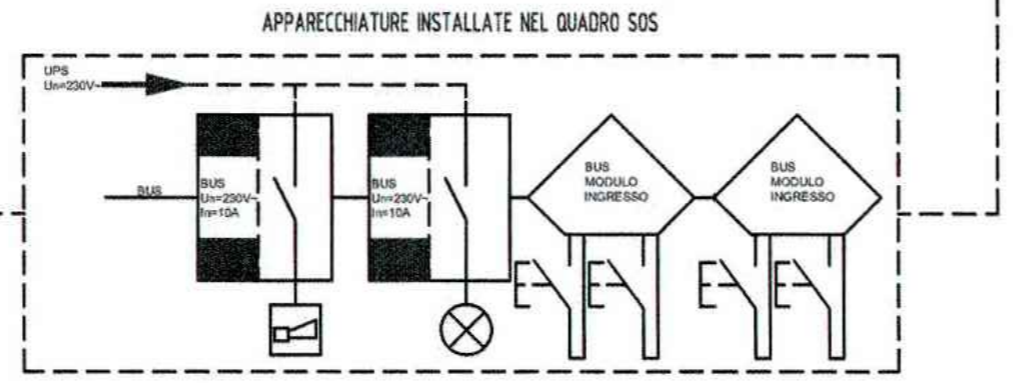 APPARECCHIATURE INSTALLATE NEL QUADRO SOS
UPS
Un=230V~
BUS
BUS
Un=230V~
In=10A
BUS
Un=230V~
In=10A
BUS
MODULO
INGRESSO
BUS
MODULO
INGRESSO